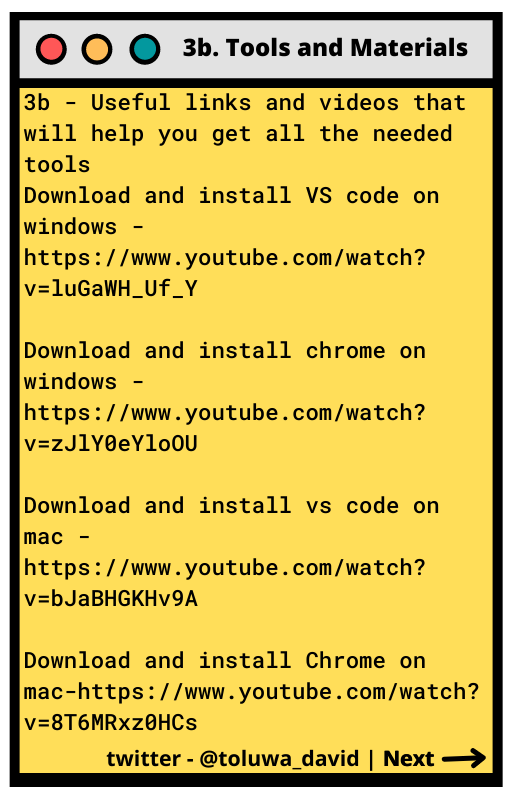 3b. Tools and Materials
3b - Useful links and videos that
will help you get all the needed
tools
Download and install VS code on
windows -
https://www.youtube.com/watch?
v=luGaWH_Uf_Y
Download and install chrome on
windows -
https://www.youtube.com/watch?
v=zJlY0eYloOU
Download and install vs code on
mac -
https://www.youtube.com/watch?
v=bJaBHGKHv9A
Download and install Chrome on
mac-https://www.youtube.com/watch?
v=8T6MRxz0HCs
twitter - @toluwa_david | Next